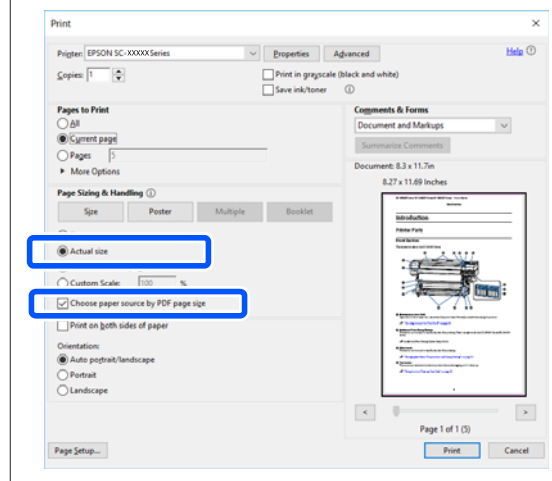 Print
Printer: EPSON SC-XXXXX Series
Properties
Advanced
Help
Copies: 1
Print in grayscale (black and white)
Save ink/toner
Pages to Print
All
Current page
Pages 5
More Options
Comments & Forms
Document and Markups
Summarize Comments
Document: 8.3 x 11.7in
8.27 x 11.69 Inches
Page Sizing & Handling
Size
Poster
Multiple
Booklet
Actual size
Custom Scale: 100 %
Choose paper source by PDF page size
Print on both sides of paper
Orientation:
Auto portrait/landscape
Portrait
Landscape
Introduction
Printer Parts
Front Section
< >
Page 1 of 1 (5)
Page Setup...
Print
Cancel